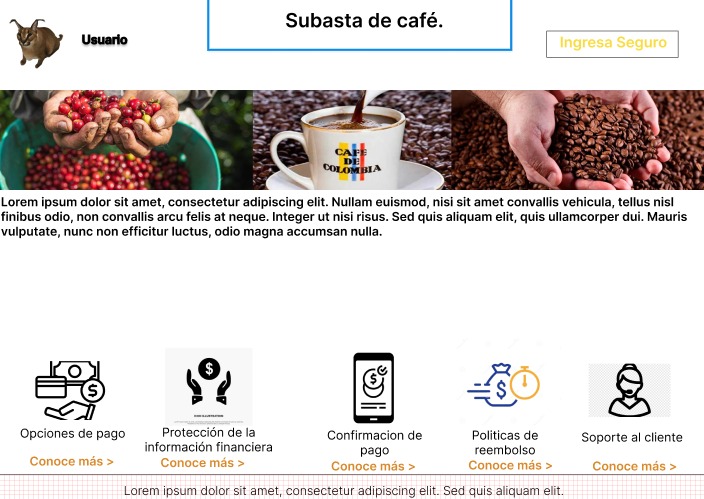 Subasta de café.
Usuario
Ingresa Seguro
CAFE
DE
COLOMBIA
Lorem ipsum dolor sit amet, consectetur adipiscing elit. Nullam euismod, nisi sit amet convallis vehicula, tellus nisl
finibus odio, non convallis arcu felis at neque. Integer ut nisi risus. Sed quis aliquam elit, quis ullamcorper dui. Mauris
vulputate, nunc non efficitur luctus, odio magna accumsan nulla.
Opciones de pago
Conoce más >
Protección de la
información financiera
Conoce más >
Confirmacion de
pago
Conoce más >
Politicas de
reembolso
Conoce más >
Soporte al cliente
Conoce más >
Lorem ipsum dolor sit amet, consectetur adipiscing elit. Sed quis aliquam elit.